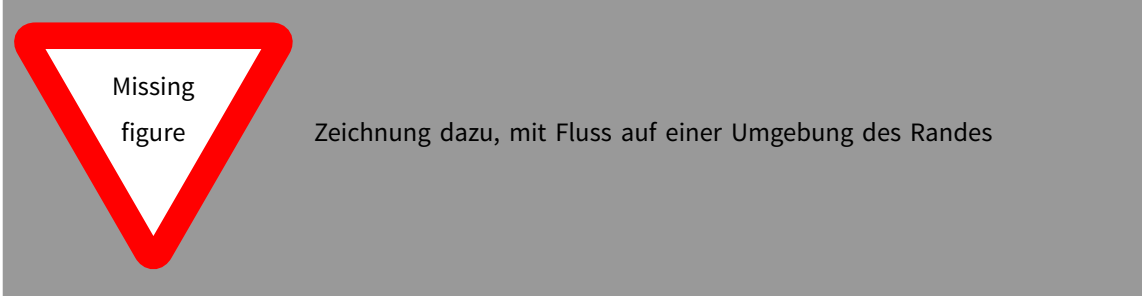 Missing
figure
Zeichnung dazu, mit Fluss auf einer Umgebung des Randes